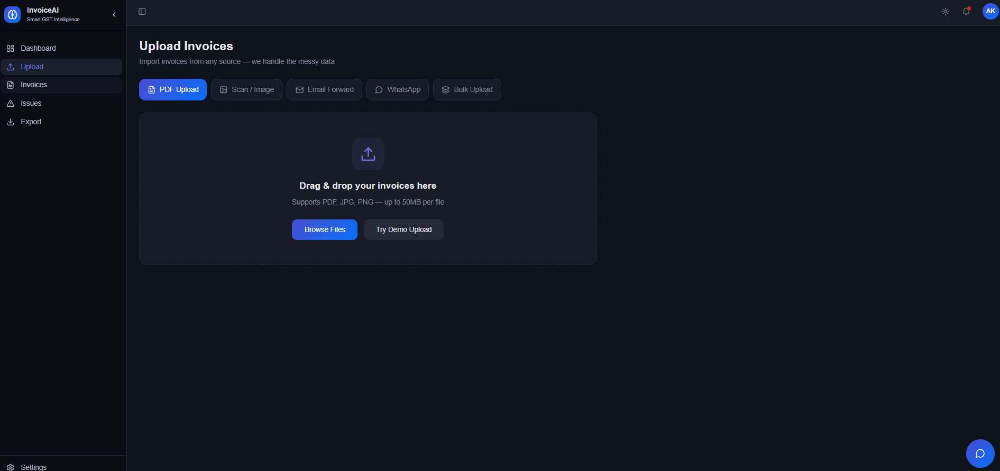 InvoiceAI
Smart GST Intelligence
AK
Dashboard
Upload
Invoices
Issues
Export
Settings
Upload Invoices
Import invoices from any source — we handle the messy data
PDF Upload
Scan / Image
Email Forward
WhatsApp
Bulk Upload
Drag & drop your invoices here
Supports PDF, JPG, PNG — up to 50MB per file
Browse Files
Try Demo Upload